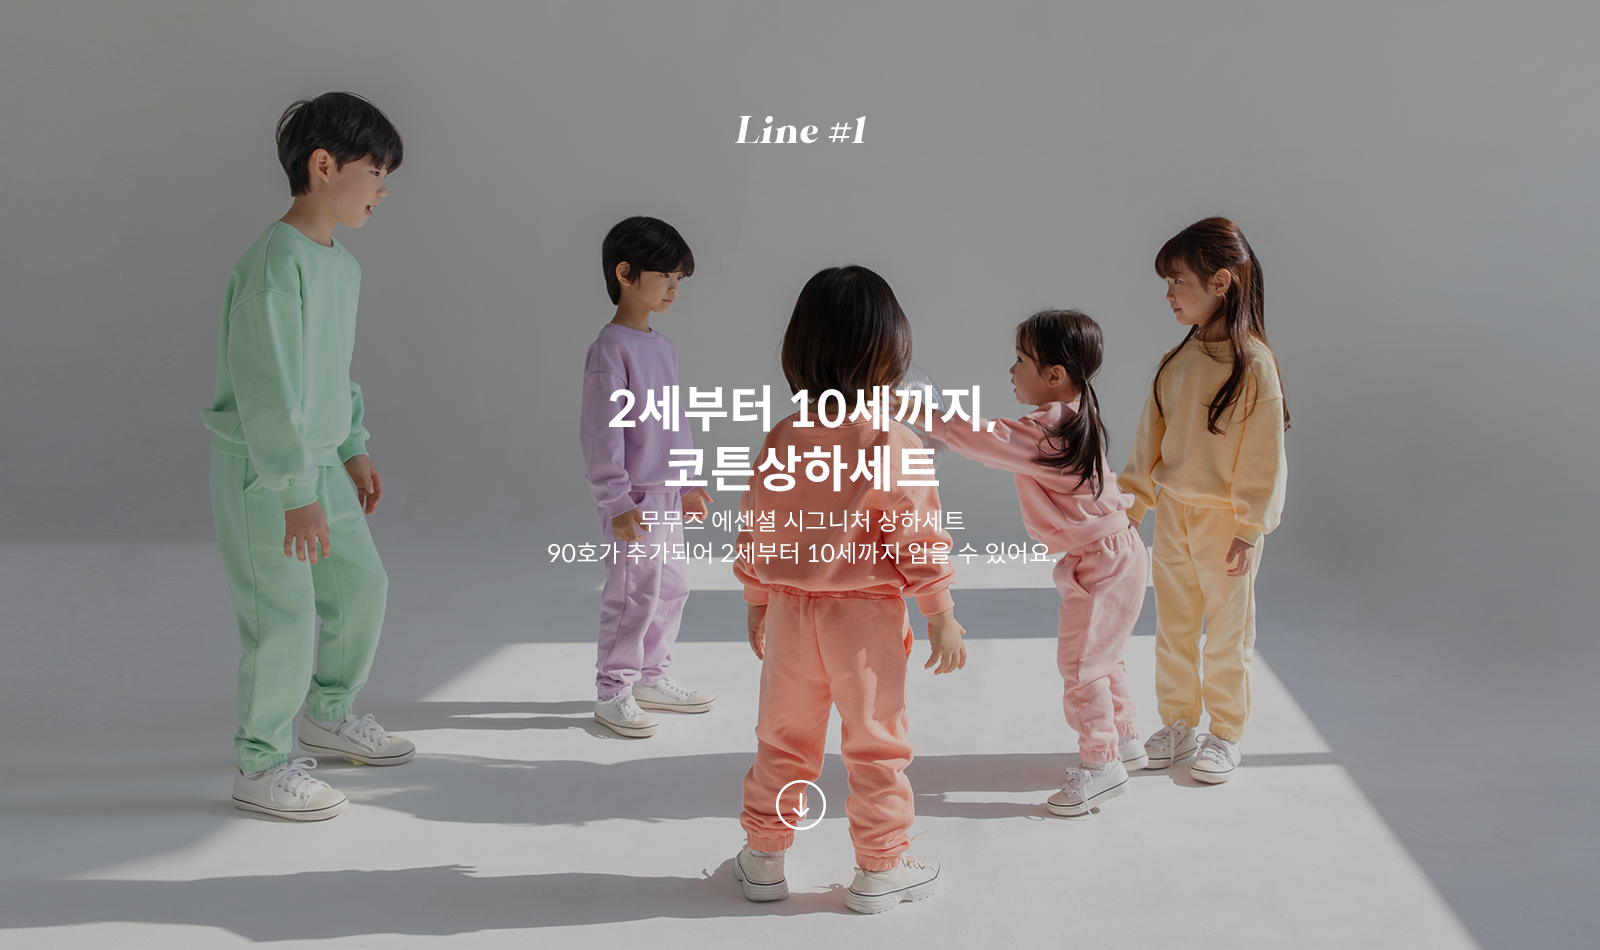 Line #1
2세부터 10세까지,
코튼상하세트
무무즈 에센셜 시그니처 상하세트
90호가 추가되어 2세부터 10세까지 입을 수 있어요.